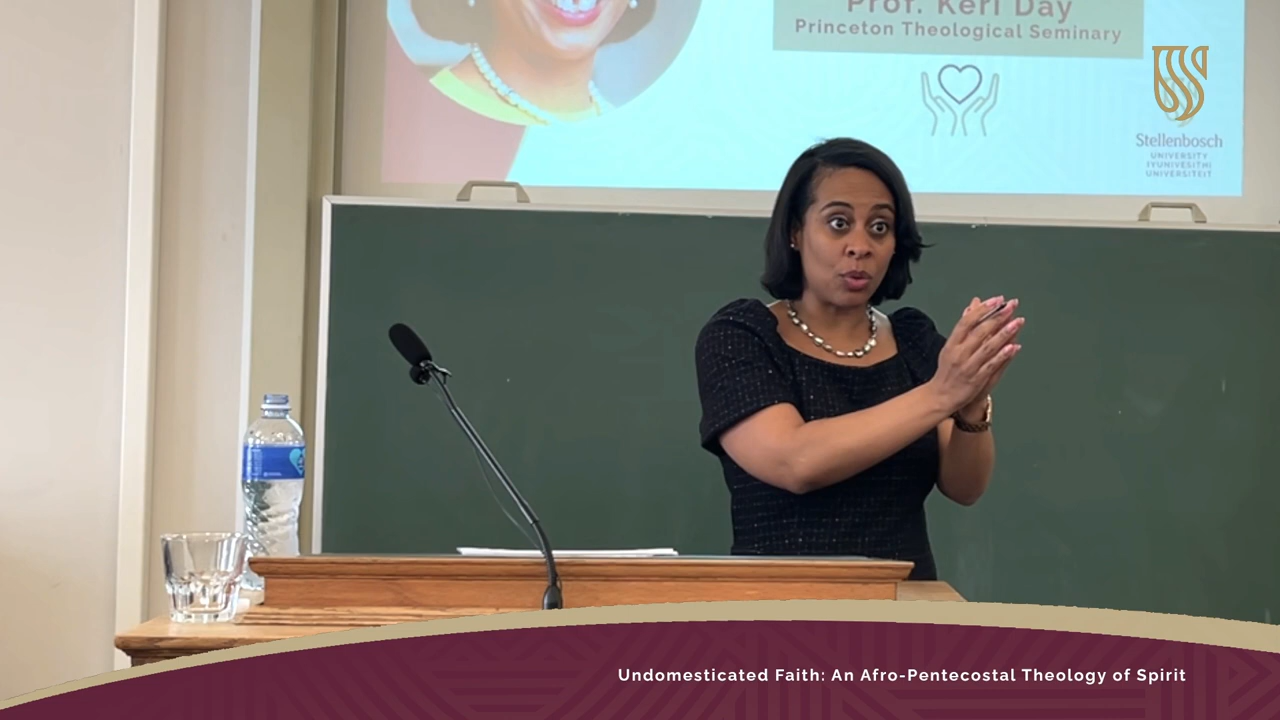 Prof. Keri Day
Princeton Theological Seminary
Stellenbosch
UNIVERSITY
IYUNIVESITHI
UNIVERSITEIT
Undomesticated Faith: An Afro-Pentecostal Theology of Spirit